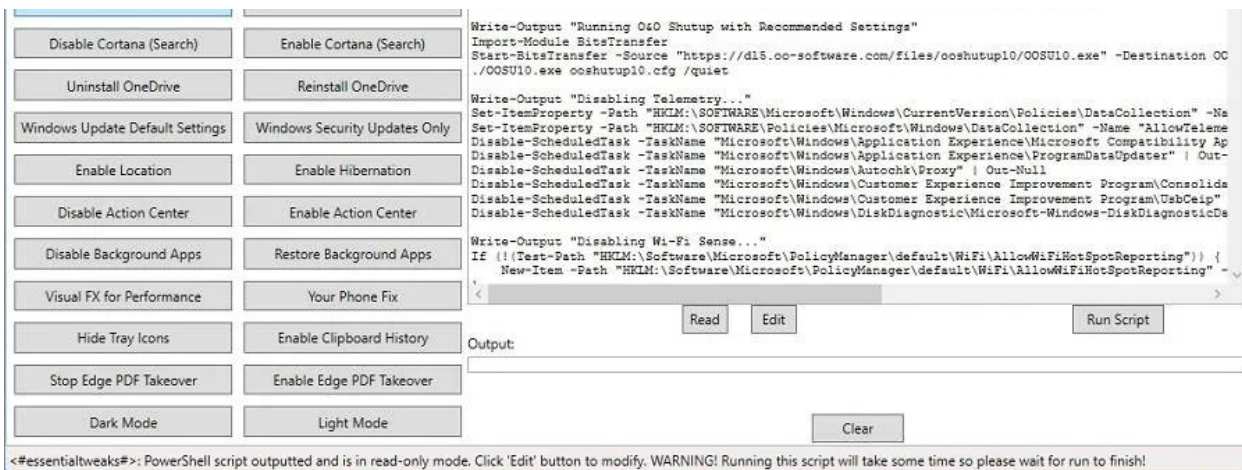 Disable Cortana (Search)
Enable Cortana (Search)
Uninstall OneDrive
Reinstall OneDrive
Windows Update Default Settings
Windows Security Updates Only
Enable Location
Enable Hibernation
Disable Action Center
Enable Action Center
Disable Background Apps
Restore Background Apps
Visual FX for Performance
Your Phone Fix
Hide Tray Icons
Enable Clipboard History
Stop Edge PDF Takeover
Enable Edge PDF Takeover
Dark Mode
Light Mode
Write-Output "Running O&O Shutup with Recommended Settings"
Import-Module BitsTransfer
Start-BitsTransfer -Source "https://dl5.oo-software.com/files/ooshutup10/OOSU10.exe" -Destination OO
./OOSU10.exe ooshutup10.cfg /quiet
Write-Output "Disabling Telemetry..."
Set-ItemProperty -Path "HKLM:\SOFTWARE\Microsoft\Windows\CurrentVersion\Policies\DataCollection" -Na
Set-ItemProperty -Path "HKLM:\SOFTWARE\Policies\Microsoft\Windows\DataCollection" -Name "AllowTeleme
Disable-ScheduledTask -TaskName "Microsoft\Windows\Application Experience\Microsoft Compatibility Ap
Disable-ScheduledTask -TaskName "Microsoft\Windows\Application Experience\ProgramDataUpdater" | Out-
Disable-ScheduledTask -TaskName "Microsoft\Windows\Autochk\Proxy" | Out-Null
Disable-ScheduledTask -TaskName "Microsoft\Windows\Customer Experience Improvement Program\Consolida
Disable-ScheduledTask -TaskName "Microsoft\Windows\Customer Experience Improvement Program\UsbCeip"
Disable-ScheduledTask -TaskName "Microsoft\Windows\DiskDiagnostic\Microsoft-Windows-DiskDiagnosticDa
Write-Output "Disabling Wi-Fi Sense..."
If (!(Test-Path "HKLM:\Software\Microsoft\PolicyManager\default\WiFi\AllowWiFiHotSpotReporting")) {
New-Item -Path "HKLM:\Software\Microsoft\PolicyManager\default\WiFi\AllowWiFiHotSpotReporting" -
Read
Edit
Run Script
Output:
Clear
<#essentialtweaks#>: PowerShell script outputted and is in read-only mode. Click 'Edit' button to modify. WARNING! Running this script will take some time so please wait for run to finish!